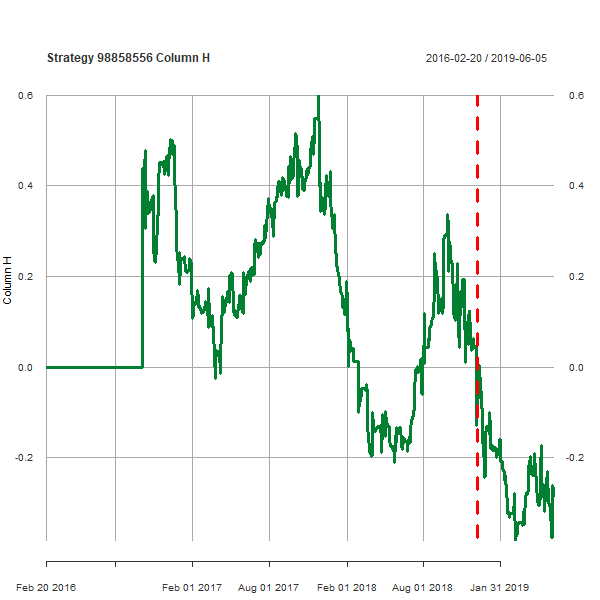 Strategy 98858556 Column H
2016-02-20 / 2019-06-05
0.6
0.6
0.4
0.4
0.2
0.2
0.0
0.0
-0.2
-0.2
Column H
Feb 20 2016
Feb 01 2017
Aug 01 2017
Feb 01 2018
Aug 01 2018
Jan 31 2019